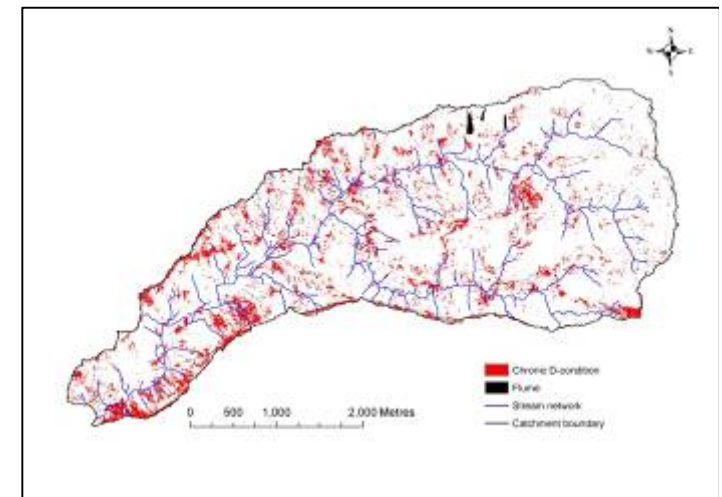 N
W E
S
Chronic D-condition
Flume
Stream network
Catchment boundary
0 500 1,000 2,000 Metres